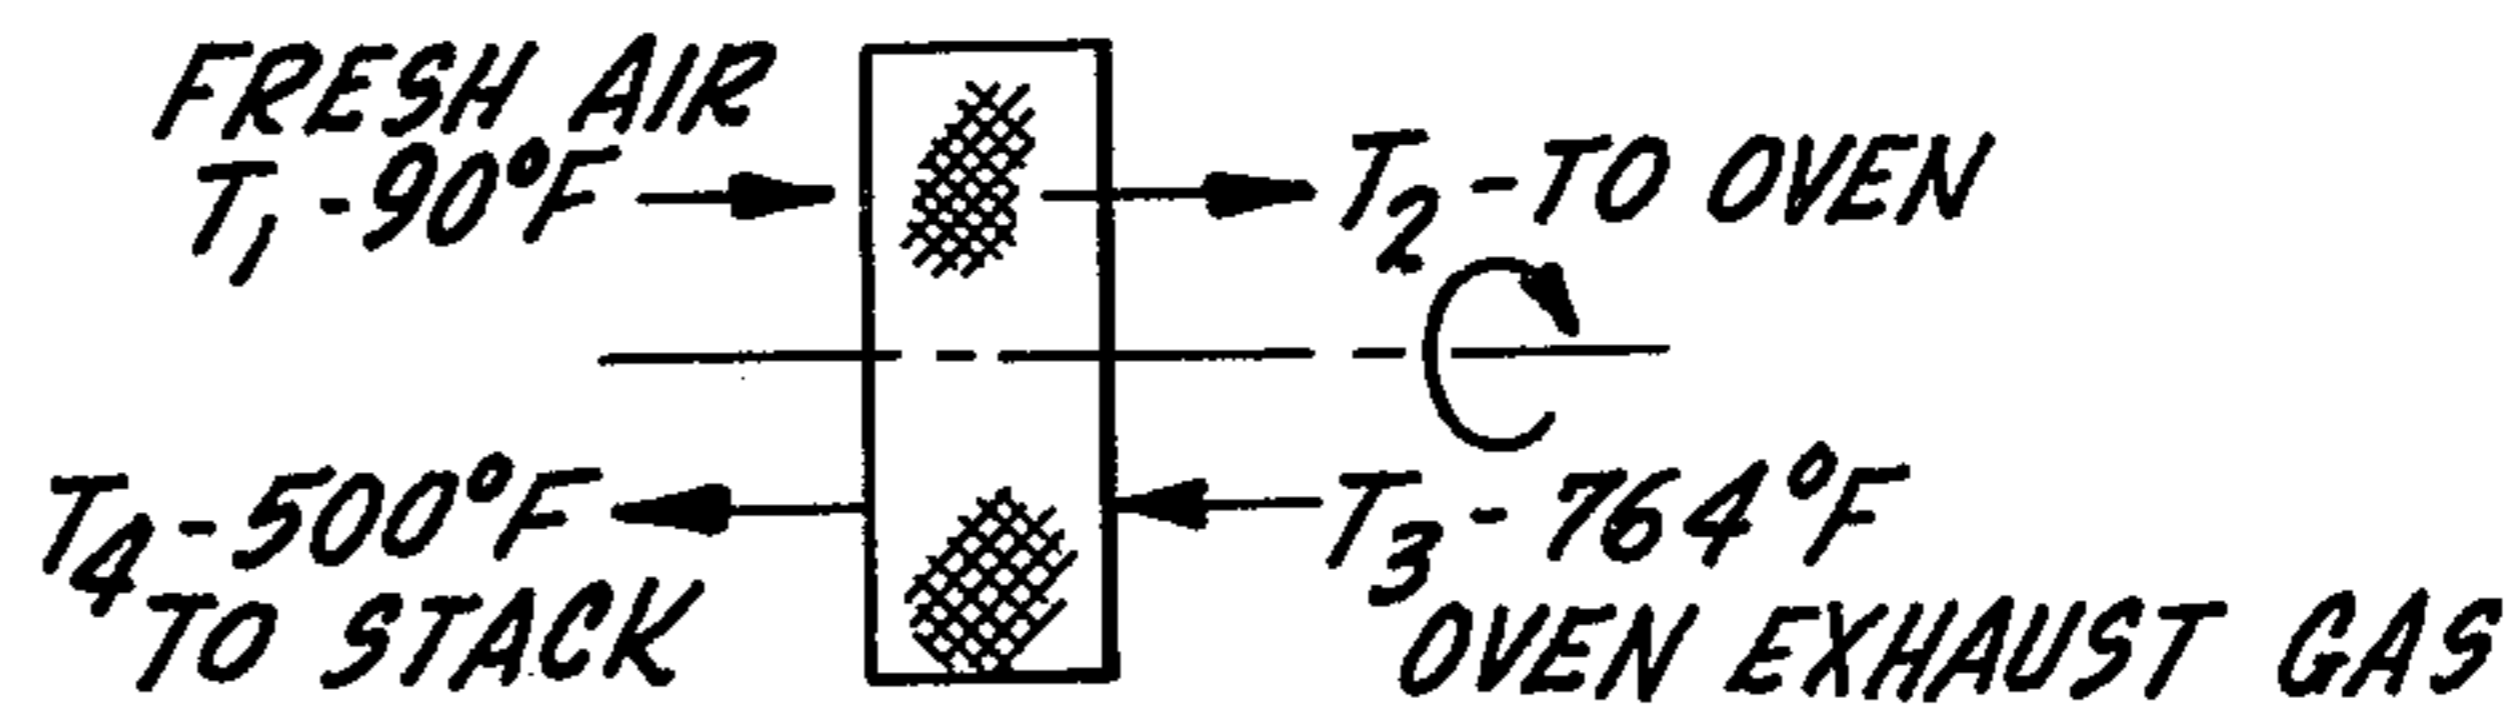 FRESH AIR
T₁ -90°F
T₂ -TO OVEN
T₄-500°F
TO STACK
T₃- 764°F
OVEN EXHAUST GAS